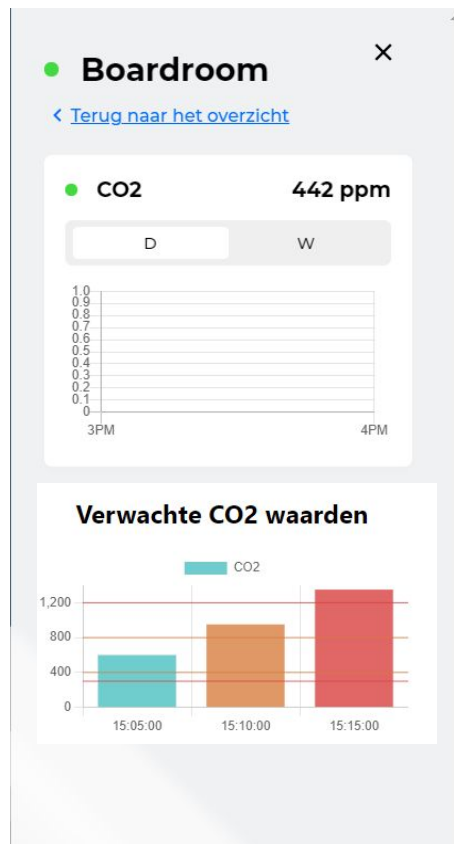 Boardroom
Terug naar het overzicht
CO2 442 ppm
D W
1.0
0.9
0.8
0.7
0.6
0.5
0.4
0.3
0.2
0.1
0
3PM 4PM
Verwachte CO2 waarden
CO2
1,200
800
400
0
15:05:00 15:10:00 15:15:00